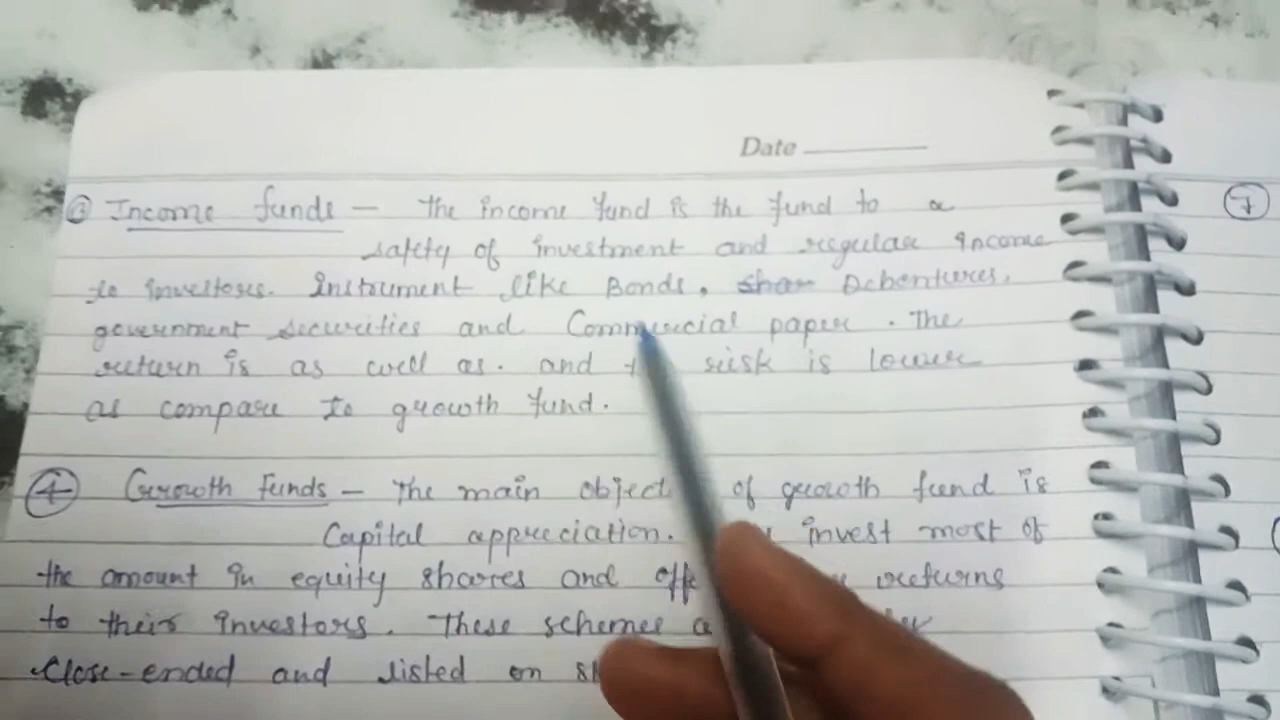 Date
③ Income funds – the income fund is the fund to a
safety of investment and regular income
to investors. Instrument like Bonds, shar Debentures,
government securities and Commercial paper. The
return is as well as. and risk is lower
as compare to growth fund.
④ Growth Funds – The main object of growth fund is
Capital appreciation. invest most of
the amount in equity shares and returns
to their investors. These schemes
Close-ended and listed on
⑦